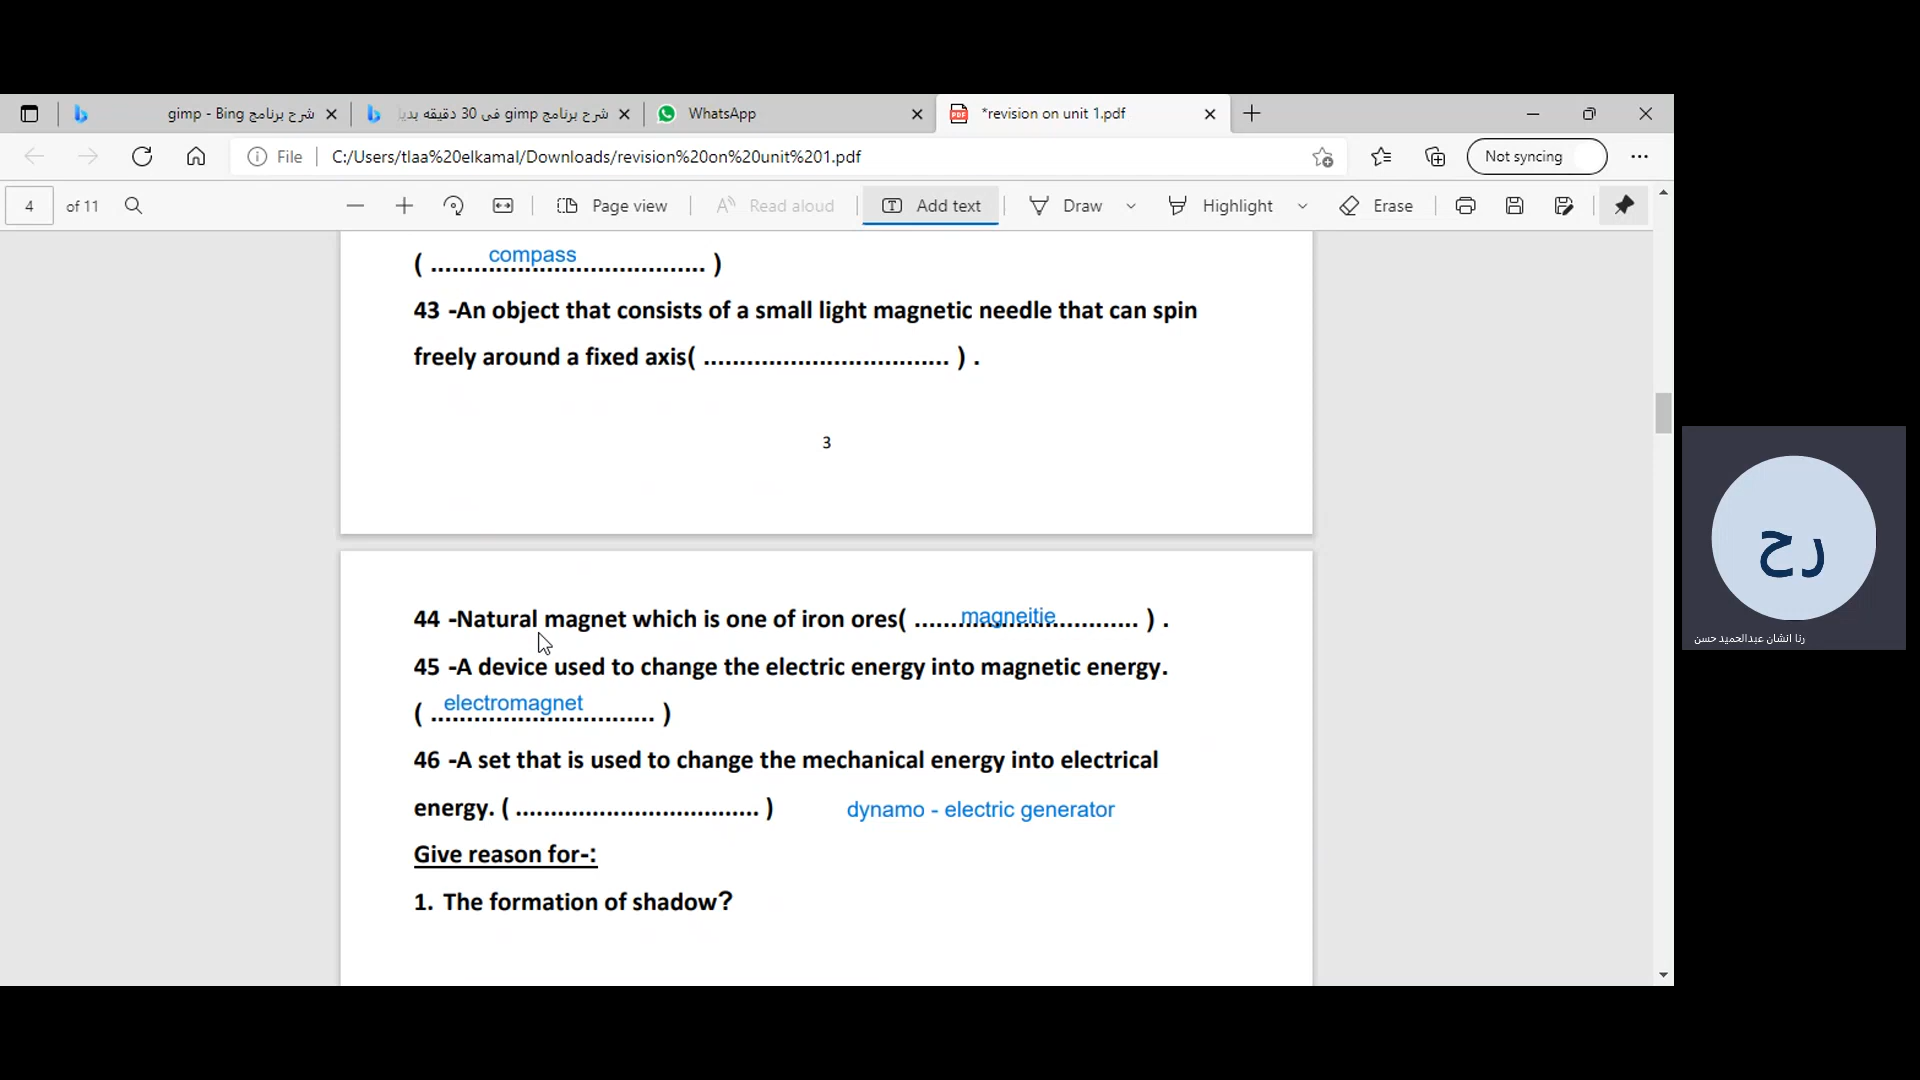 شرح برنامج gimp - Bing
شرح برنامج gimp فى 30 دقيقه بديا
WhatsApp
*revision on unit 1.pdf
File
C:/Users/tlaa%20elkamal/Downloads/revision%20on%20unit%201.pdf
Not syncing
4 of 11
Page view
Read aloud
Add text
Draw
Highlight
Erase
compass
( ...................................... )
43 -An object that consists of a small light magnetic needle that can spin
freely around a fixed axis( .................................. ) .
3
44 -Natural magnet which is one of iron ores( ...............magneitie............... ) .
45 -A device used to change the electric energy into magnetic energy.
electromagnet
( ............................... )
46 -A set that is used to change the mechanical energy into electrical
energy. ( .................................. ) dynamo - electric generator
Give reason for-:
1. The formation of shadow?
رح
رنا انشان عبدالحميد حسن